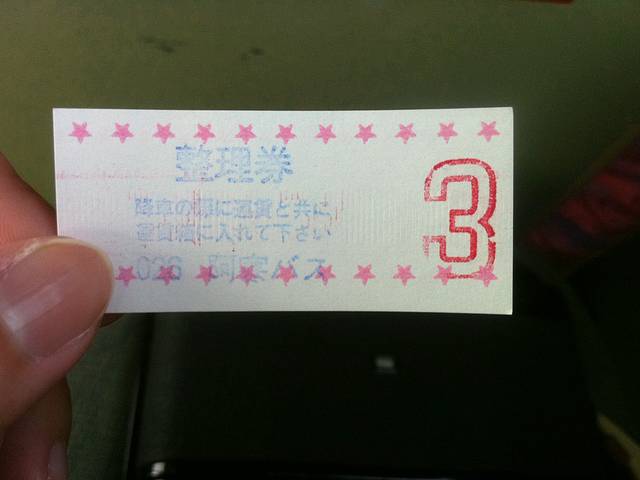 整理券
降車の際に運賃と共に
運賃箱に入れて下さい
026 阿寒バス
3